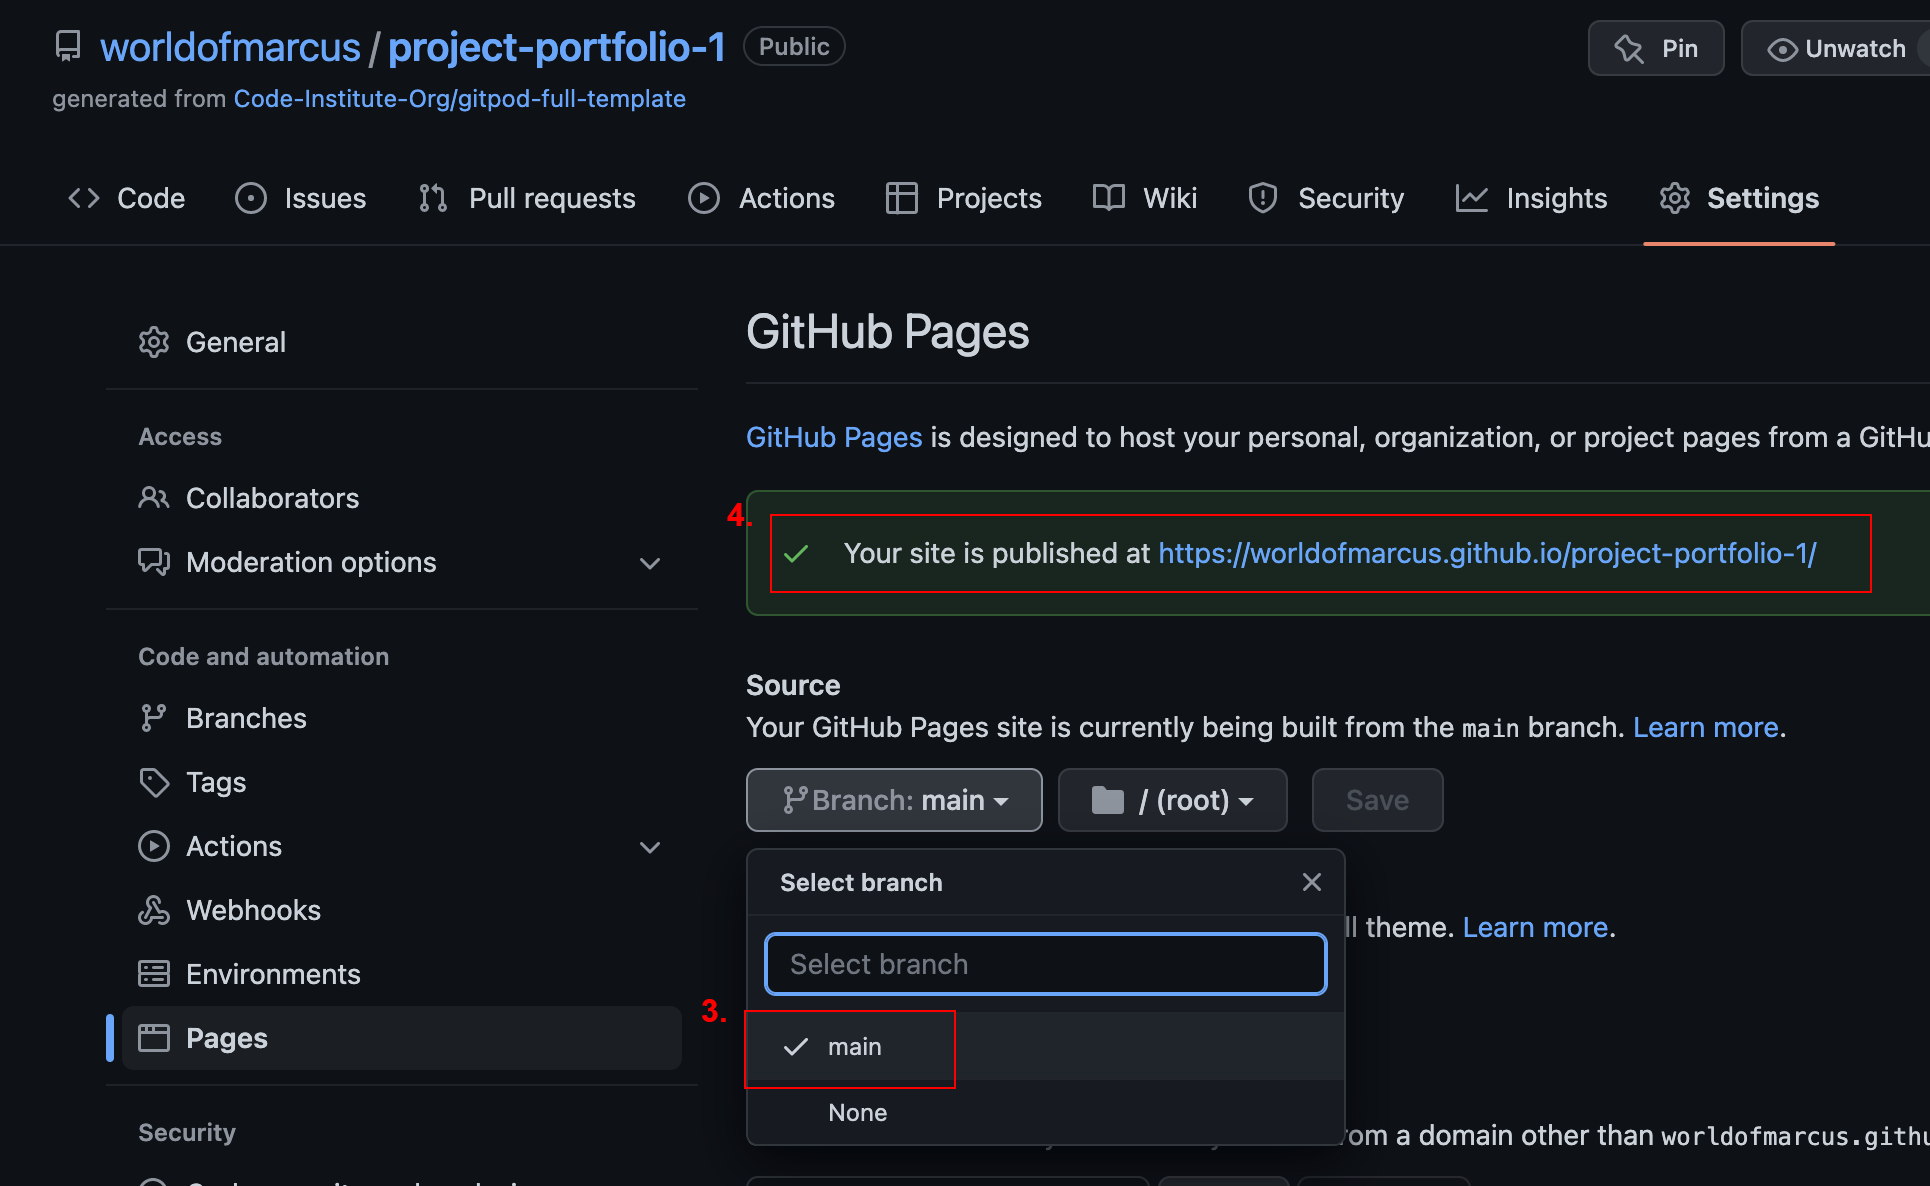 worldofmarcus / project-portfolio-1 Public
Pin
Unwatch
generated from Code-Institute-Org/gitpod-full-template
Code
Issues
Pull requests
Actions
Projects
Wiki
Security
Insights
Settings
General
Access
Collaborators
Moderation options
Code and automation
Branches
Tags
Actions
Webhooks
Environments
Pages
Security
GitHub Pages
GitHub Pages is designed to host your personal, organization, or project pages from a
4.
Your site is published at https://worldofmarcus.github.io/project-portfolio-1/
Source
Your GitHub Pages site is currently being built from the main branch. Learn more.
Branch: main
/ (root)
Save
Select branch
Select branch
theme. Learn more.
3.
main
None
a domain other than